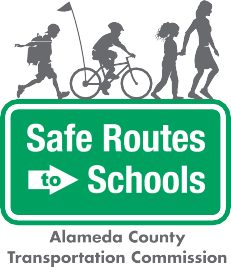 Safe Routes
to Schools
Alameda County
Transportation Commission